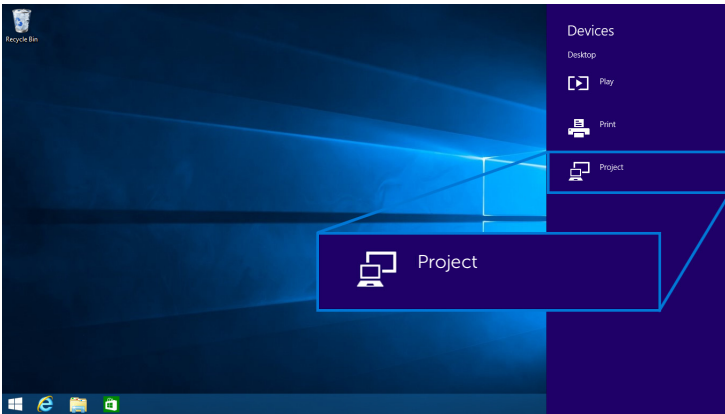 Recycle Bin
Devices
Desktop
Play
Print
Project
Project